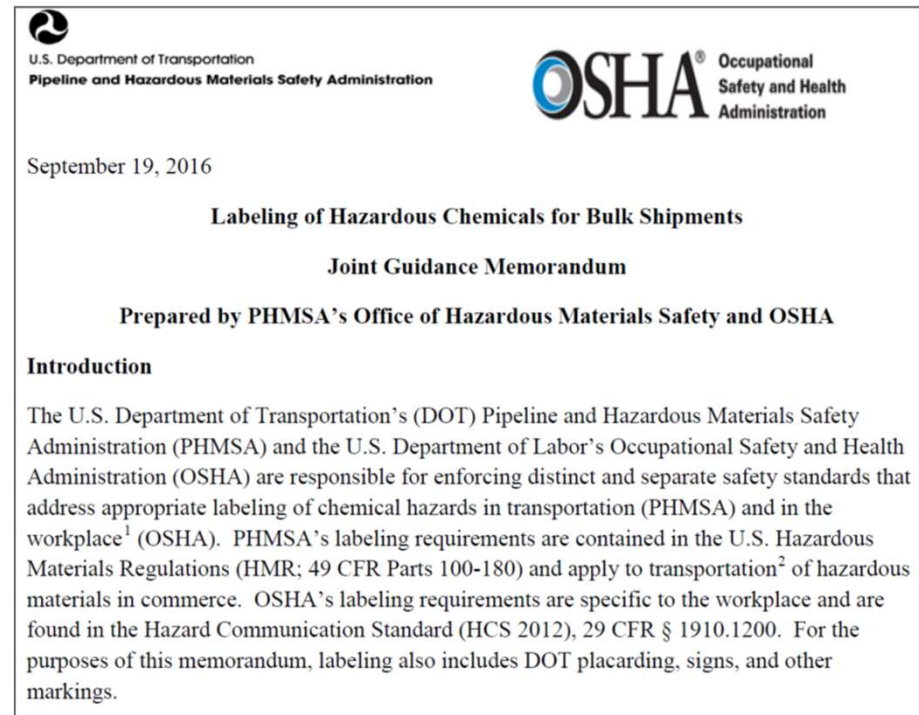 U.S. Department of Transportation
Pipeline and Hazardous Materials Safety Administration
OSHA® Occupational
Safety and Health
Administration
September 19, 2016
Labeling of Hazardous Chemicals for Bulk Shipments
Joint Guidance Memorandum
Prepared by PHMSA's Office of Hazardous Materials Safety and OSHA
Introduction
The U.S. Department of Transportation's (DOT) Pipeline and Hazardous Materials Safety
Administration (PHMSA) and the U.S. Department of Labor's Occupational Safety and Health
Administration (OSHA) are responsible for enforcing distinct and separate safety standards that
address appropriate labeling of chemical hazards in transportation (PHMSA) and in the
workplace¹ (OSHA).  PHMSA's labeling requirements are contained in the U.S. Hazardous
Materials Regulations (HMR; 49 CFR Parts 100-180) and apply to transportation² of hazardous
materials in commerce.  OSHA's labeling requirements are specific to the workplace and are
found in the Hazard Communication Standard (HCS 2012), 29 CFR § 1910.1200.  For the
purposes of this memorandum, labeling also includes DOT placarding, signs, and other
markings.